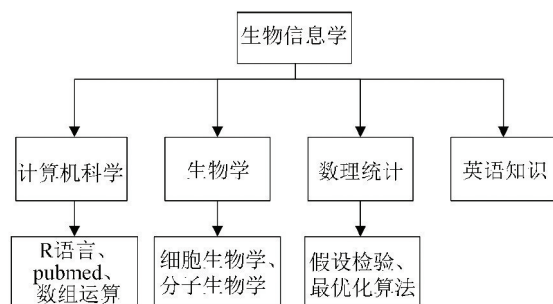 生物信息学
计算机科学
生物学
数理统计
英语知识
R语言、
pubmed、
数组运算
细胞生物学、
分子生物学
假设检验、
最优化算法